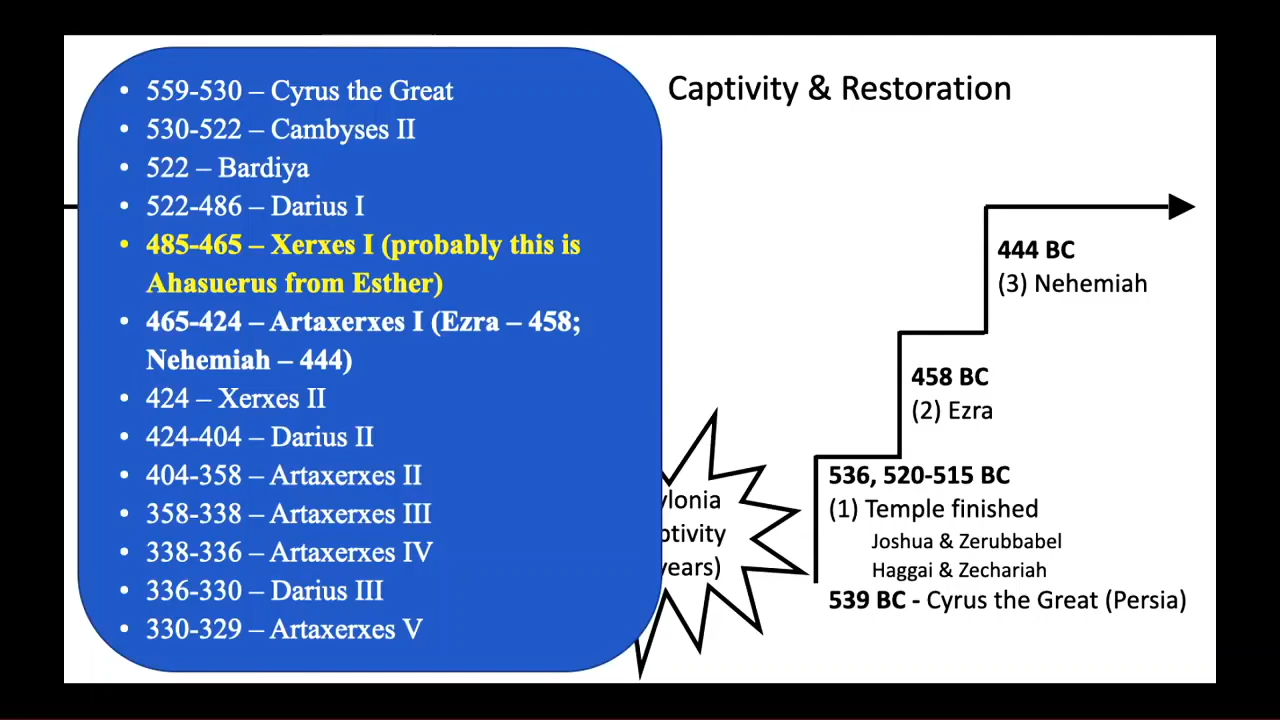 • 559-530 – Cyrus the Great
• 530-522 – Cambyses II
• 522 – Bardiya
• 522-486 – Darius I
• 485-465 – Xerxes I (probably this is
Ahasuerus from Esther)
• 465-424 – Artaxerxes I (Ezra – 458;
Nehemiah – 444)
• 424 – Xerxes II
• 424-404 – Darius II
• 404-358 – Artaxerxes II
• 358-338 – Artaxerxes III
• 338-336 – Artaxerxes IV
• 336-330 – Darius III
• 330-329 – Artaxerxes V
Captivity & Restoration
444 BC
(3) Nehemiah
458 BC
(2) Ezra
536, 520-515 BC
(1) Temple finished
Joshua & Zerubbabel
Haggai & Zechariah
539 BC - Cyrus the Great (Persia)
ylonia
ptivity
years)